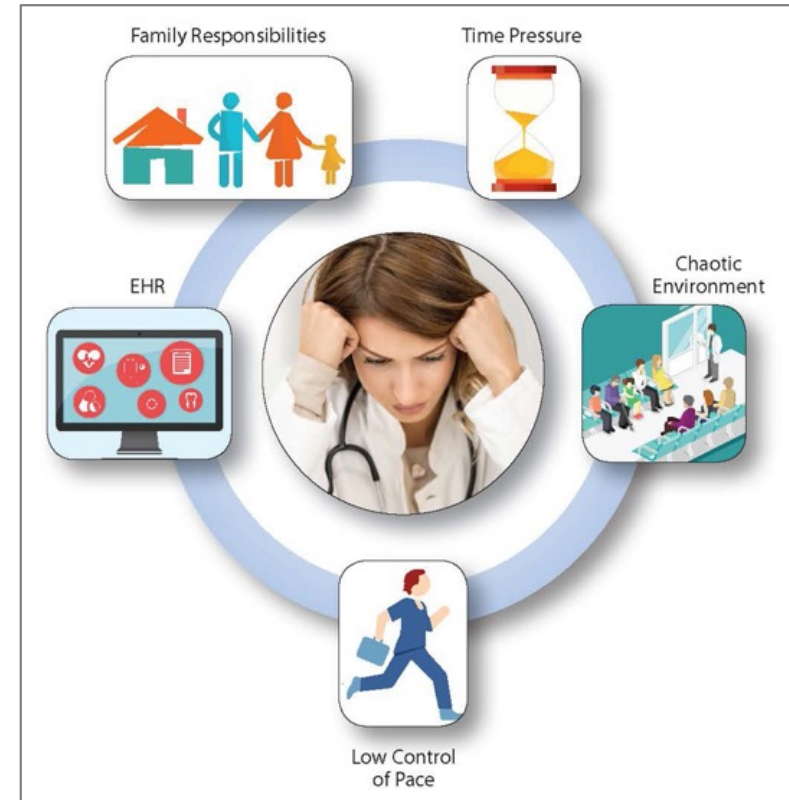 Family Responsibilities
Time Pressure
EHR
Chaotic
Environment
Low Control
of Pace